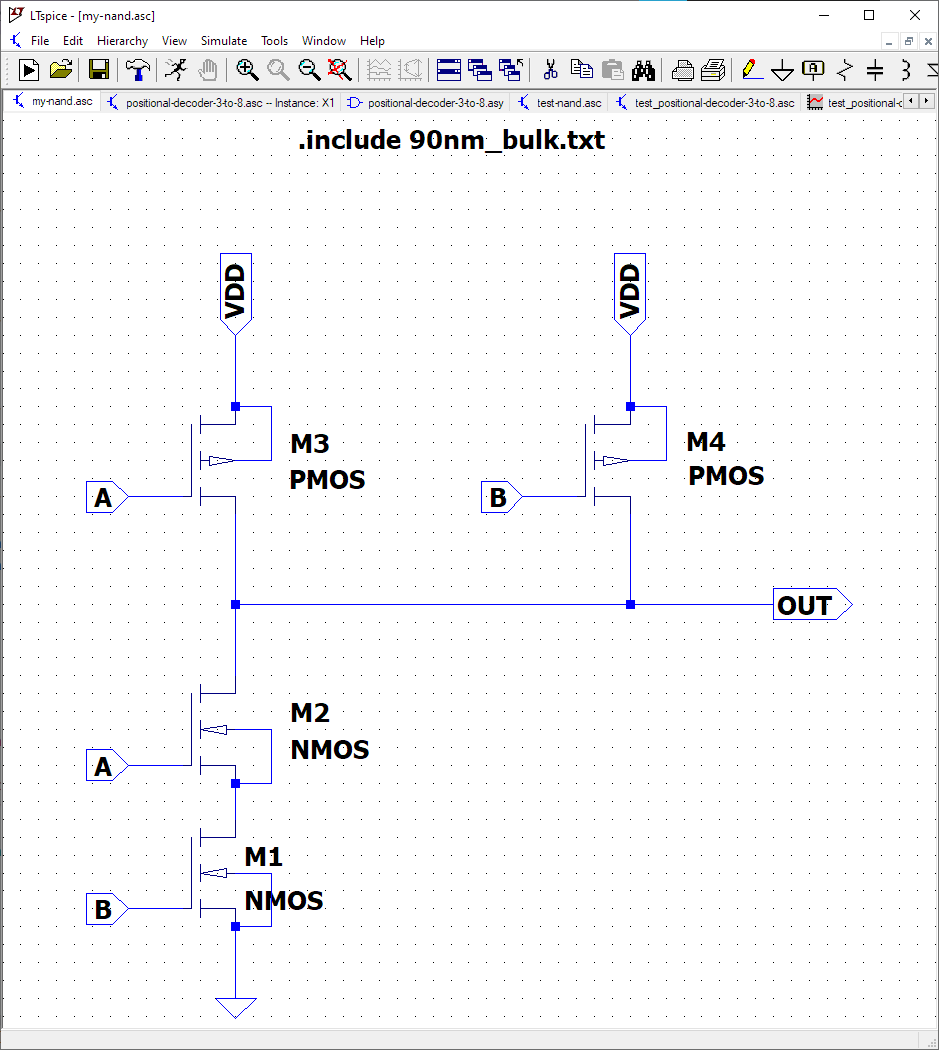 LTspice - [my-nand.asc]
File Edit Hierarchy View Simulate Tools Window Help
my-nand.asc positional-decoder-3-to-8.asc -- Instance: X1 positional-decoder-3-to-8.asy test-nand.asc test_positional-decoder-3-to-8.asc test_positional-c
.include 90nm_bulk.txt
VDD VDD
M3 M4
PMOS PMOS
A B
OUT
M2
NMOS
A
M1
NMOS
B